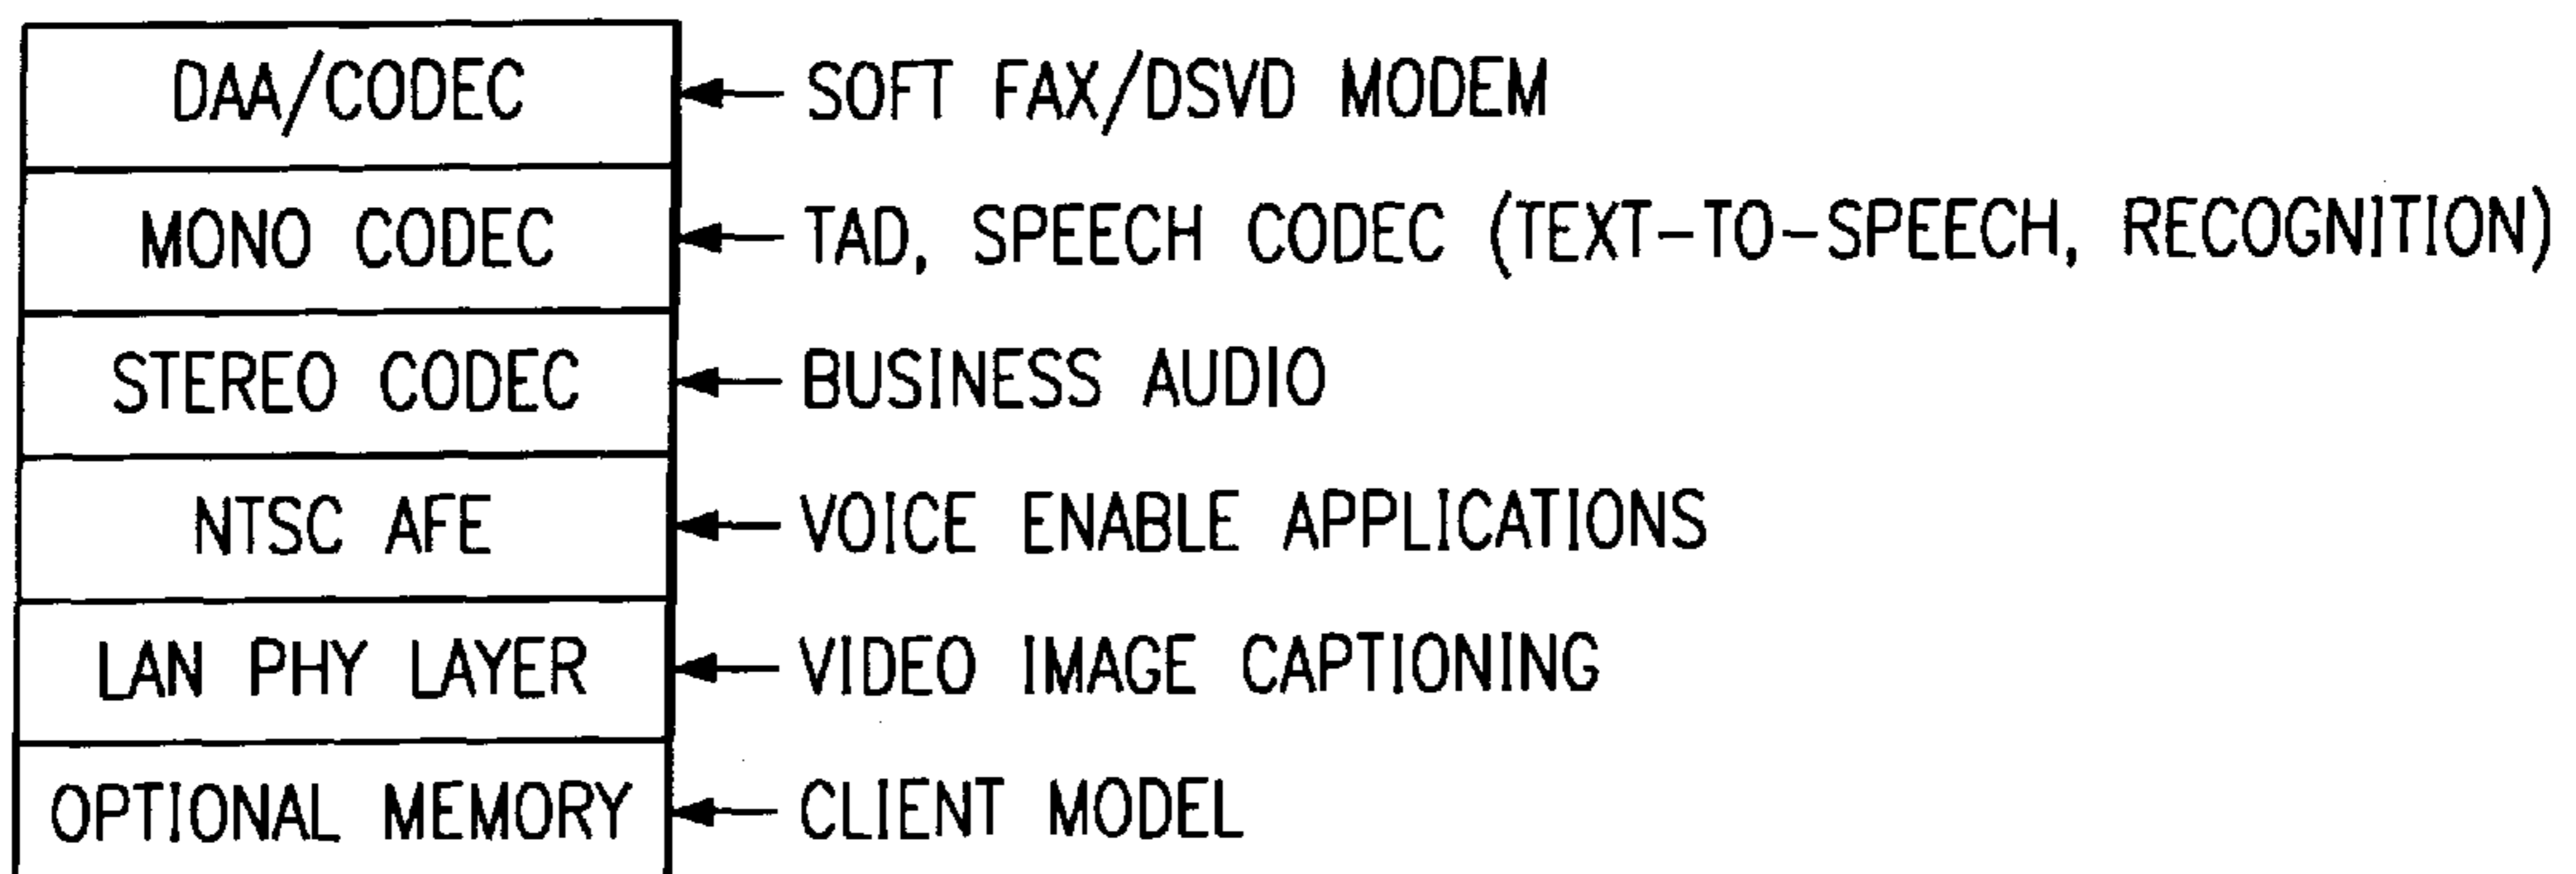 DAA/CODEC SOFT FAX/DSVD MODEM
MONO CODEC TAD, SPEECH CODEC (TEXT-TO-SPEECH, RECOGNITION)
STEREO CODEC BUSINESS AUDIO
NTSC AFE VOICE ENABLE APPLICATIONS
LAN PHY LAYER VIDEO IMAGE CAPTIONING
OPTIONAL MEMORY CLIENT MODEL